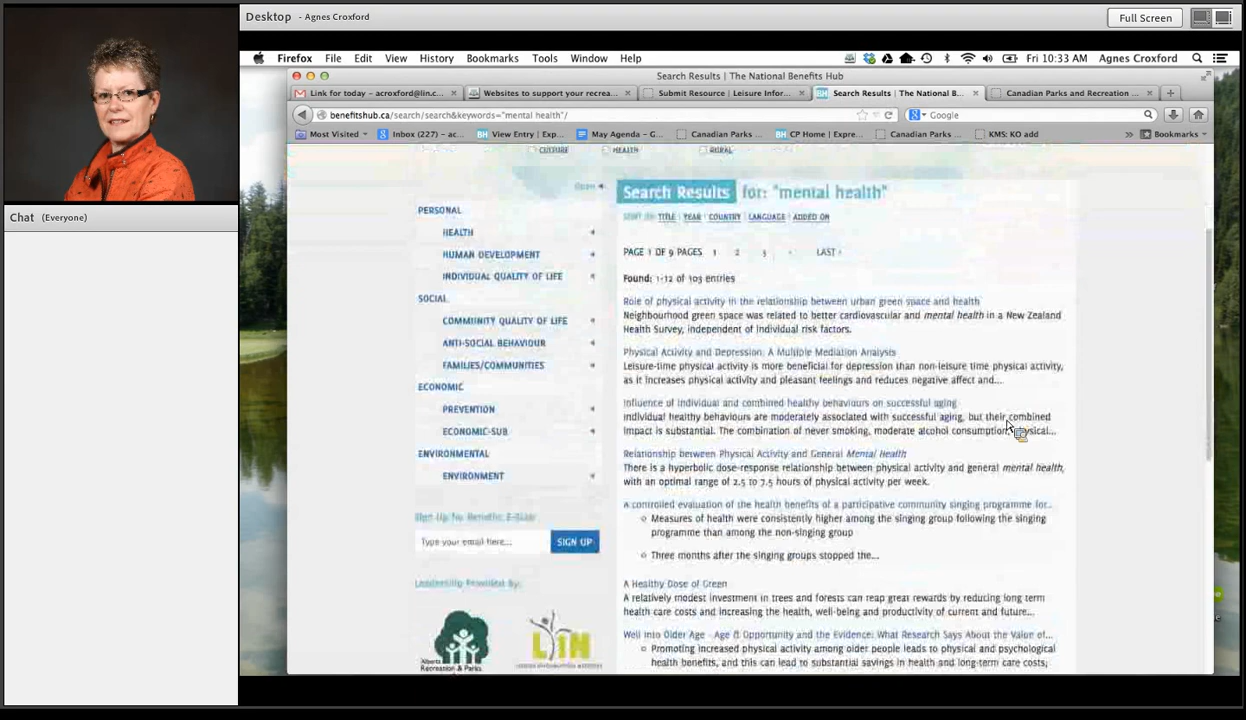 Desktop - Agnes Croxford
Full Screen
Chat (Everyone)
Firefox File Edit View History Bookmarks Tools Window Help
Fri 10:33 AM Agnes Croxford
Search Results | The National Benefits Hub
Link for today - acroxford@lin.c...
Websites to support your recrea...
Submit Resource | Leisure Infor...
BH Search Results | The National B...
Canadian Parks and Recreation ...
benefitshub.ca/search/search&keywords="mental health"/
Google
Most Visited
Inbox (227) - ac...
BH View Entry | Exp...
May Agenda - G...
Canadian Parks ...
BH CP Home | Expre...
Canadian Parks ...
KMS: KO add
Bookmarks
CULTURE HEALTH RURAL
Open
PERSONAL
HEALTH
HUMAN DEVELOPMENT
INDIVIDUAL QUALITY OF LIFE
SOCIAL
COMMUNITY QUALITY OF LIFE
ANTI-SOCIAL BEHAVIOUR
FAMILIES/COMMUNITIES
ECONOMIC
PREVENTION
ECONOMIC-SUB
ENVIRONMENTAL
ENVIRONMENT
Type your email here...
SIGN UP
Leadership Provided By:
Alberta
Recreation & Parks
LIN
Search Results for: "mental health"
SORT BY: TITLE | YEAR | COUNTRY | LANGUAGE | ADDED ON
PAGE 1 OF 9 PAGES 1 2 3 LAST
Found: 1-12 of 103 entries
Role of physical activity in the relationship between urban green space and health
Neighbourhood green space was related to better cardiovascular and mental health in a New Zealand
Health Survey, independent of individual risk factors.
Physical Activity and Depression: A Multiple Mediation Analysis
Leisure-time physical activity is more beneficial for depression than non-leisure time physical activity,
as it increases physical activity and pleasant feelings and reduces negative affect and...
Influence of individual and combined healthy behaviours on successful aging
Individual healthy behaviours are moderately associated with successful aging, but their combined
impact is substantial. The combination of never smoking, moderate alcohol consumption, physical...
Relationship between Physical Activity and General Mental Health
There is a hyperbolic dose-response relationship between physical activity and general mental health,
with an optimal range of 2.5 to 7.5 hours of physical activity per week.
A controlled evaluation of the health benefits of a participative community singing programme for...
Measures of health were consistently higher among the singing group following the singing
programme than among the non-singing group
Three months after the singing groups stopped the...
A Healthy Dose of Green
A relatively modest investment in trees and forests can reap great rewards by reducing long term
health care costs and increasing the health, well-being and productivity of current and future...
Well Into Older Age - Age & Opportunity and the Evidence: What Research Says About the Value of...
Promoting increased physical activity among older people leads to physical and psychological
health benefits, and this can lead to substantial savings in health and long-term care costs;